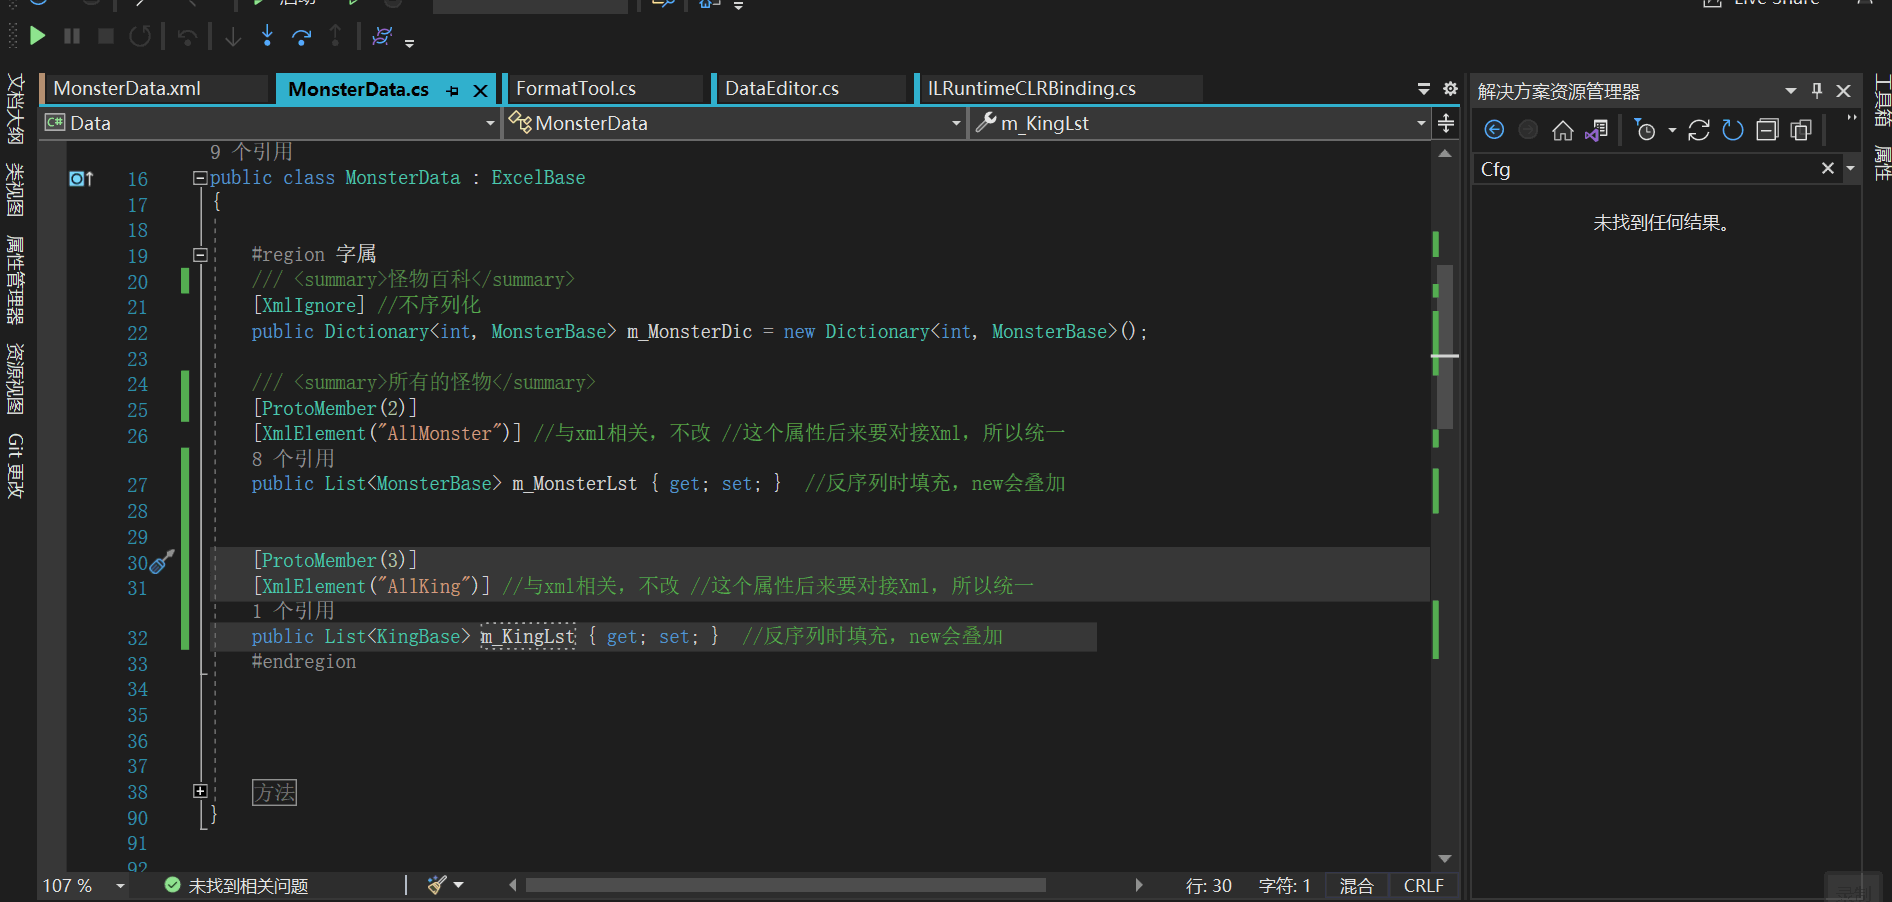 启动
Live Share
MonsterData.xml
MonsterData.cs
FormatTool.cs
DataEditor.cs
ILRuntimeCLRBinding.cs
C# Data
MonsterData
m_KingLst
文档大纲
类视图
属性管理器
资源视图
Git 更改
9 个引用
16 public class MonsterData : ExcelBase
17 {
18
19 #region 字属
20 /// <summary>怪物百科</summary>
21 [XmlIgnore] //不序列化
22 public Dictionary<int, MonsterBase> m_MonsterDic = new Dictionary<int, MonsterBase>();
23
24 /// <summary>所有的怪物</summary>
25 [ProtoMember(2)]
26 [XmlElement("AllMonster")] //与xml相关，不改 //这个属性后来要对接Xml，所以统一
8 个引用
27 public List<MonsterBase> m_MonsterLst { get; set; } //反序列时填充，new会叠加
28
29
30 [ProtoMember(3)]
31 [XmlElement("AllKing")] //与xml相关，不改 //这个属性后来要对接Xml，所以统一
1 个引用
32 public List<KingBase> m_KingLst { get; set; } //反序列时填充，new会叠加
33 #endregion
34
35
36
37
38 方法
90 }
91
92
107 %
未找到相关问题
行: 30
字符: 1
混合
CRLF
解决方案资源管理器
Cfg
未找到任何结果。
工具箱
属性